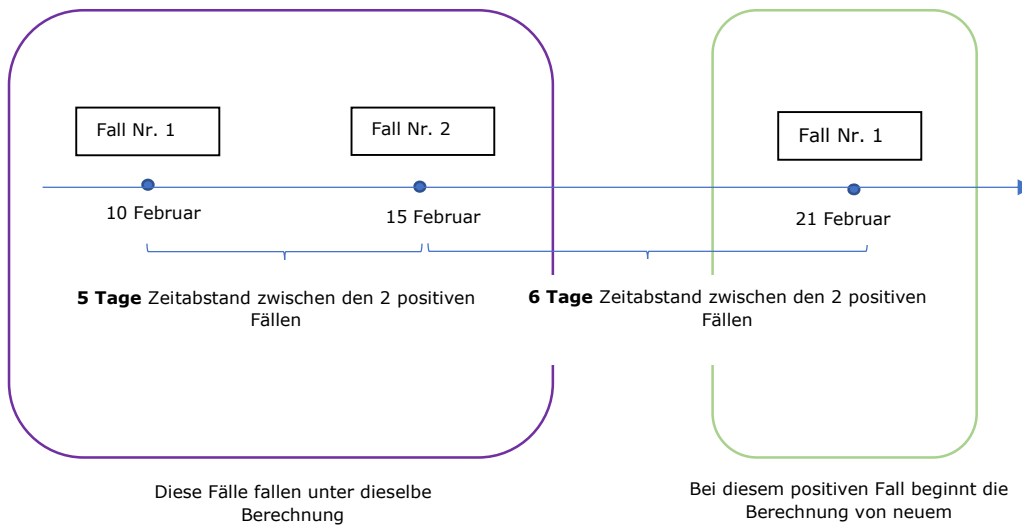 Fall Nr. 1
Fall Nr. 2
Fall Nr. 1
10 Februar
15 Februar
21 Februar
5 Tage Zeitabstand zwischen den 2 positiven
Fällen
6 Tage Zeitabstand zwischen den 2 positiven
Fällen
Diese Fälle fallen unter dieselbe
Berechnung
Bei diesem positiven Fall beginnt die
Berechnung von neuem